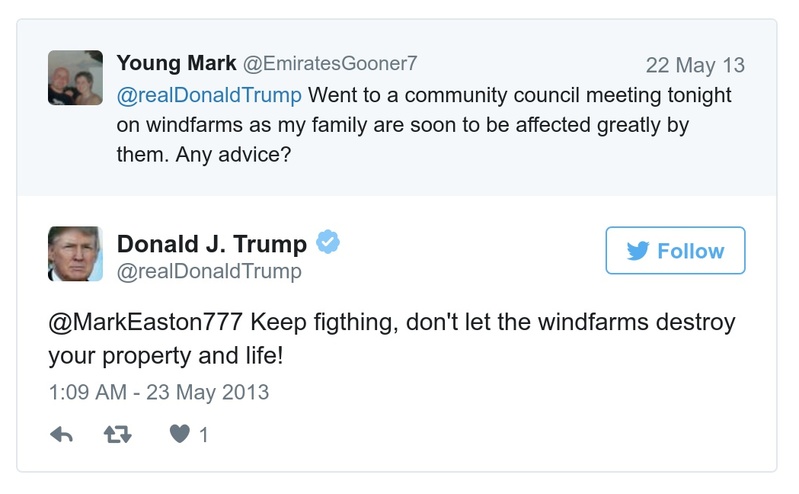 Young Mark @EmiratesGooner7
22 May 13
@realDonaldTrump Went to a community council meeting tonight
on windfarms as my family are soon to be affected greatly by
them. Any advice?
Donald J. Trump
@realDonaldTrump
Follow
@MarkEaston777 Keep figthing, don't let the windfarms destroy
your property and life!
1:09 AM - 23 May 2013
1